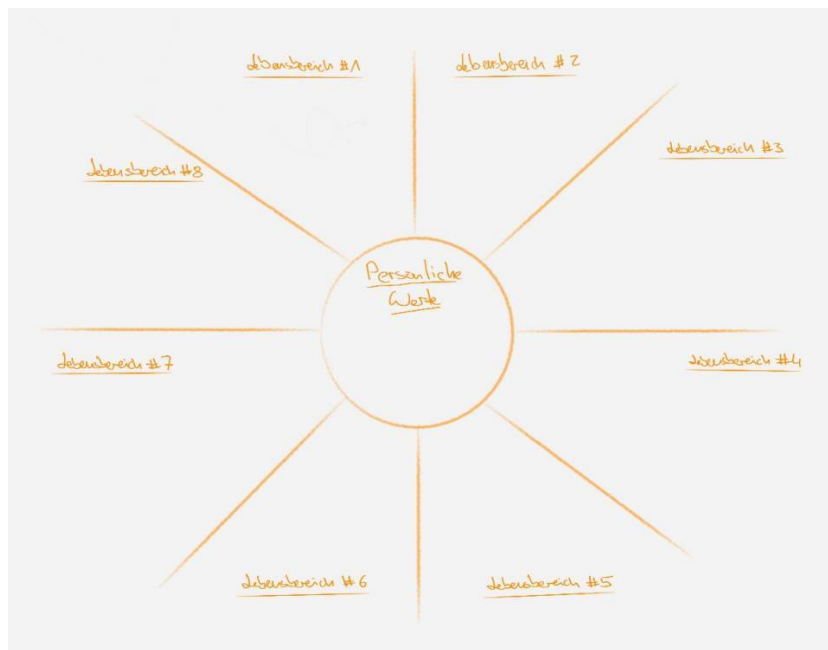 Lebensbereich #1
Lebensbereich #2
Lebensbereich #3
Lebensbereich #4
Lebensbereich #5
Lebensbereich #6
Lebensbereich #7
Lebensbereich #8
Persönliche
Werte